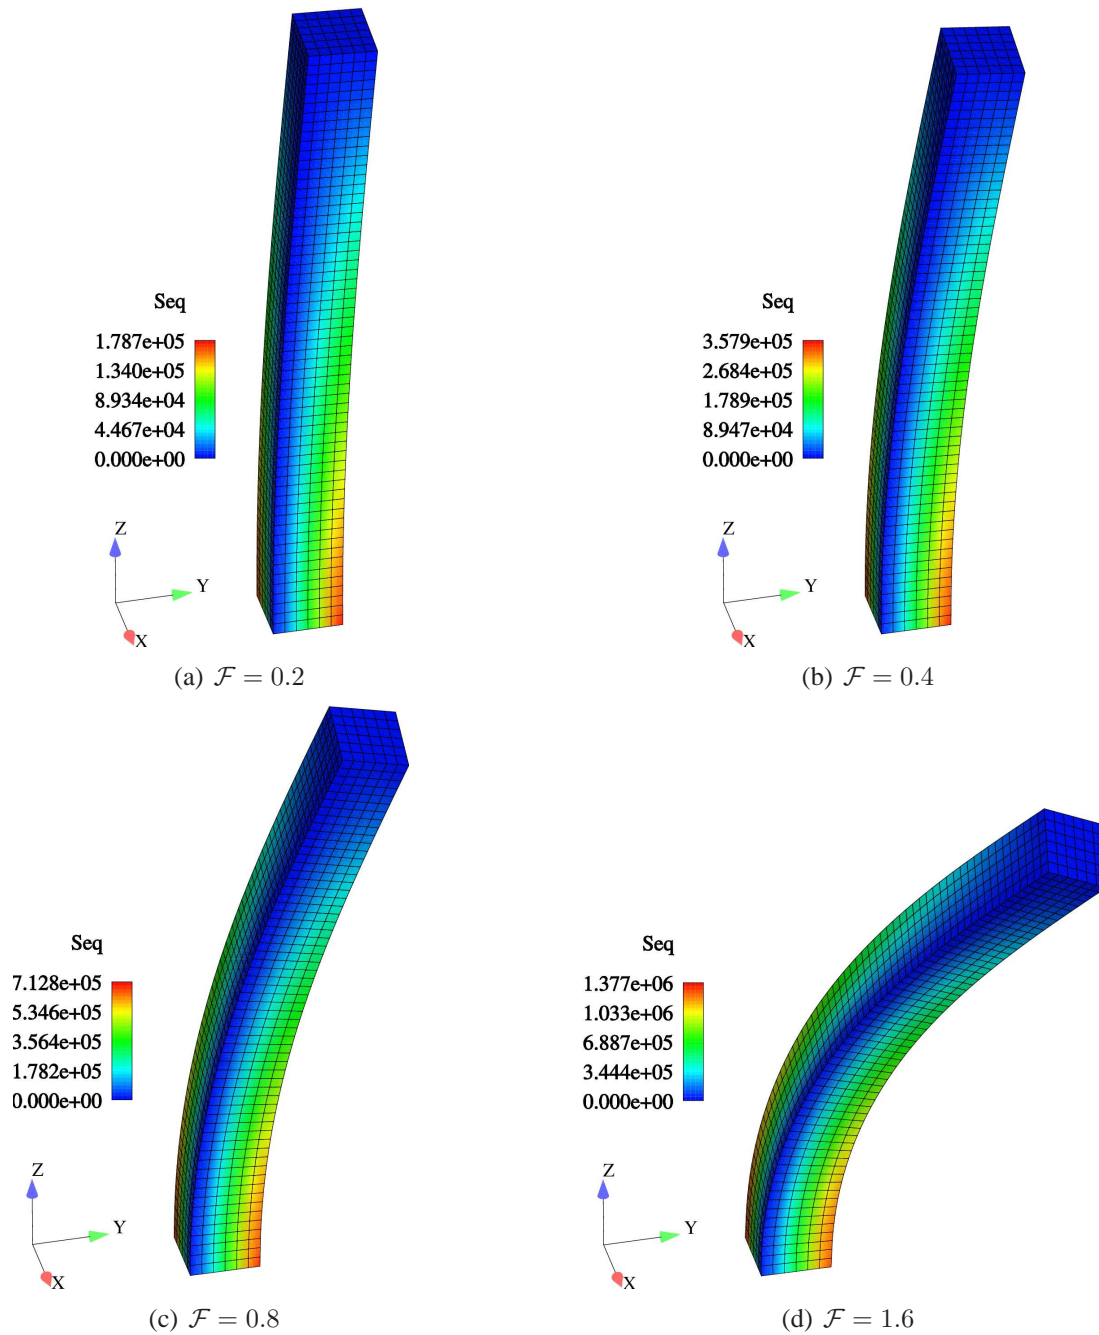 Seq
1.787e+05
1.340e+05
8.934e+04
4.467e+04
0.000e+00
Z
Y
X
(a) F = 0.2
Seq
3.579e+05
2.684e+05
1.789e+05
8.947e+04
0.000e+00
Z
Y
X
(b) F = 0.4
Seq
7.128e+05
5.346e+05
3.564e+05
1.782e+05
0.000e+00
Z
Y
X
(c) F = 0.8
Seq
1.377e+06
1.033e+06
6.887e+05
3.444e+05
0.000e+00
Z
Y
X
(d) F = 1.6